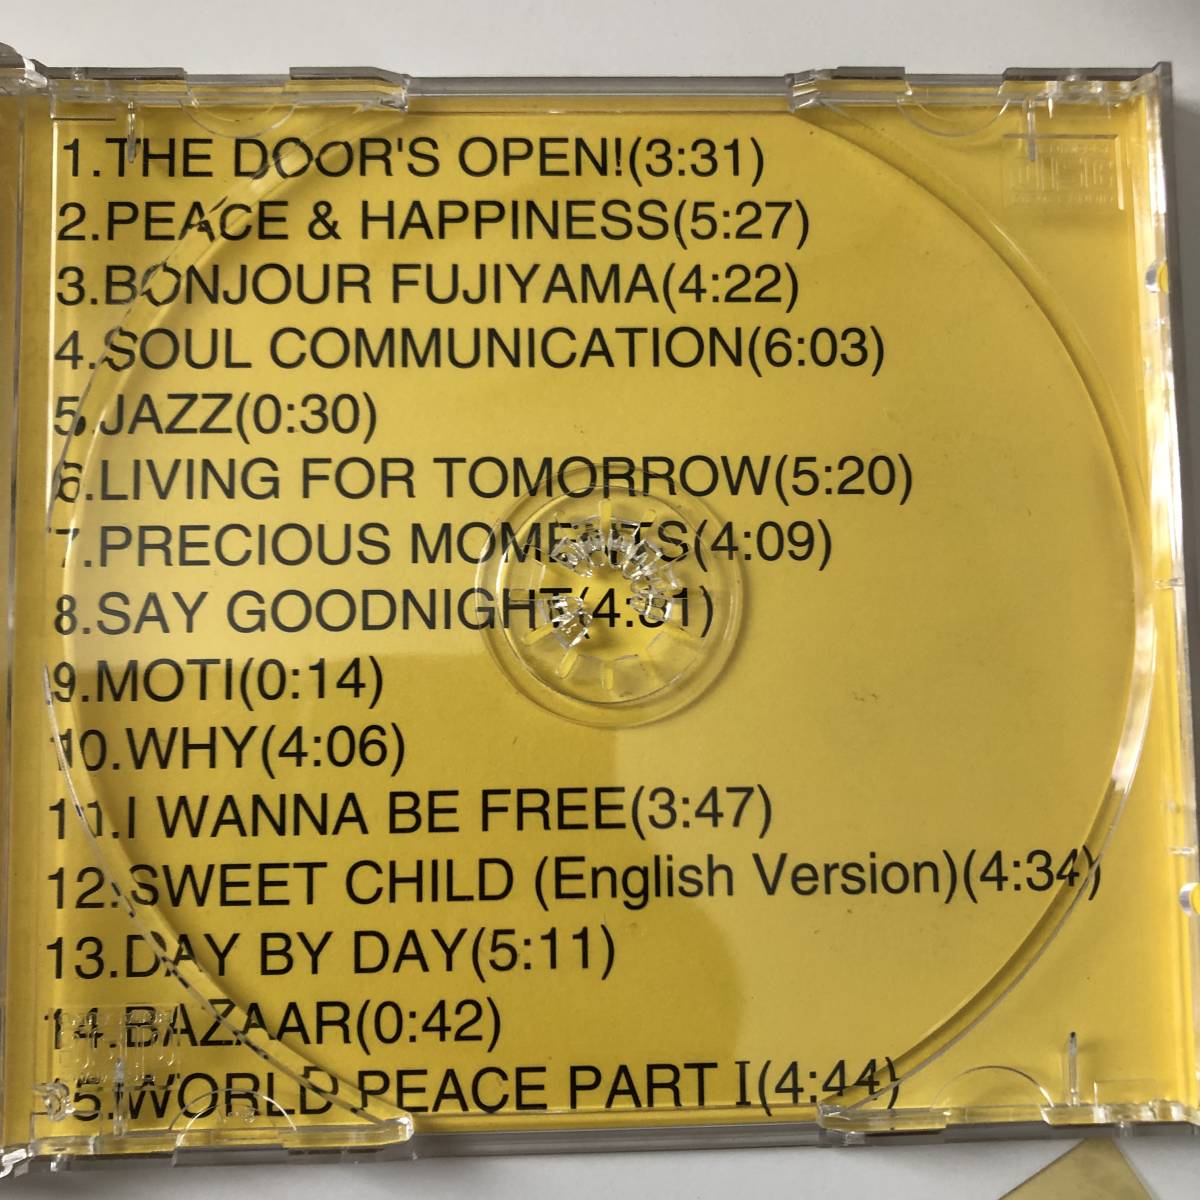 1.THE DOOR'S OPEN!(3:31)
2.PEACE & HAPPINESS(5:27)
3.BONJOUR FUJIYAMA(4:22)
4.SOUL COMMUNICATION(6:03)
5.JAZZ(0:30)
6.LIVING FOR TOMORROW(5:20)
7.PRECIOUS MOMENTS(4:09)
8.SAY GOODNIGHT(4:31)
9.MOTI(0:14)
10.WHY(4:06)
11.I WANNA BE FREE(3:47)
12.SWEET CHILD (English Version)(4:34)
13.DAY BY DAY(5:11)
14.BAZAAR(0:42)
15.WORLD PEACE PART I(4:44)